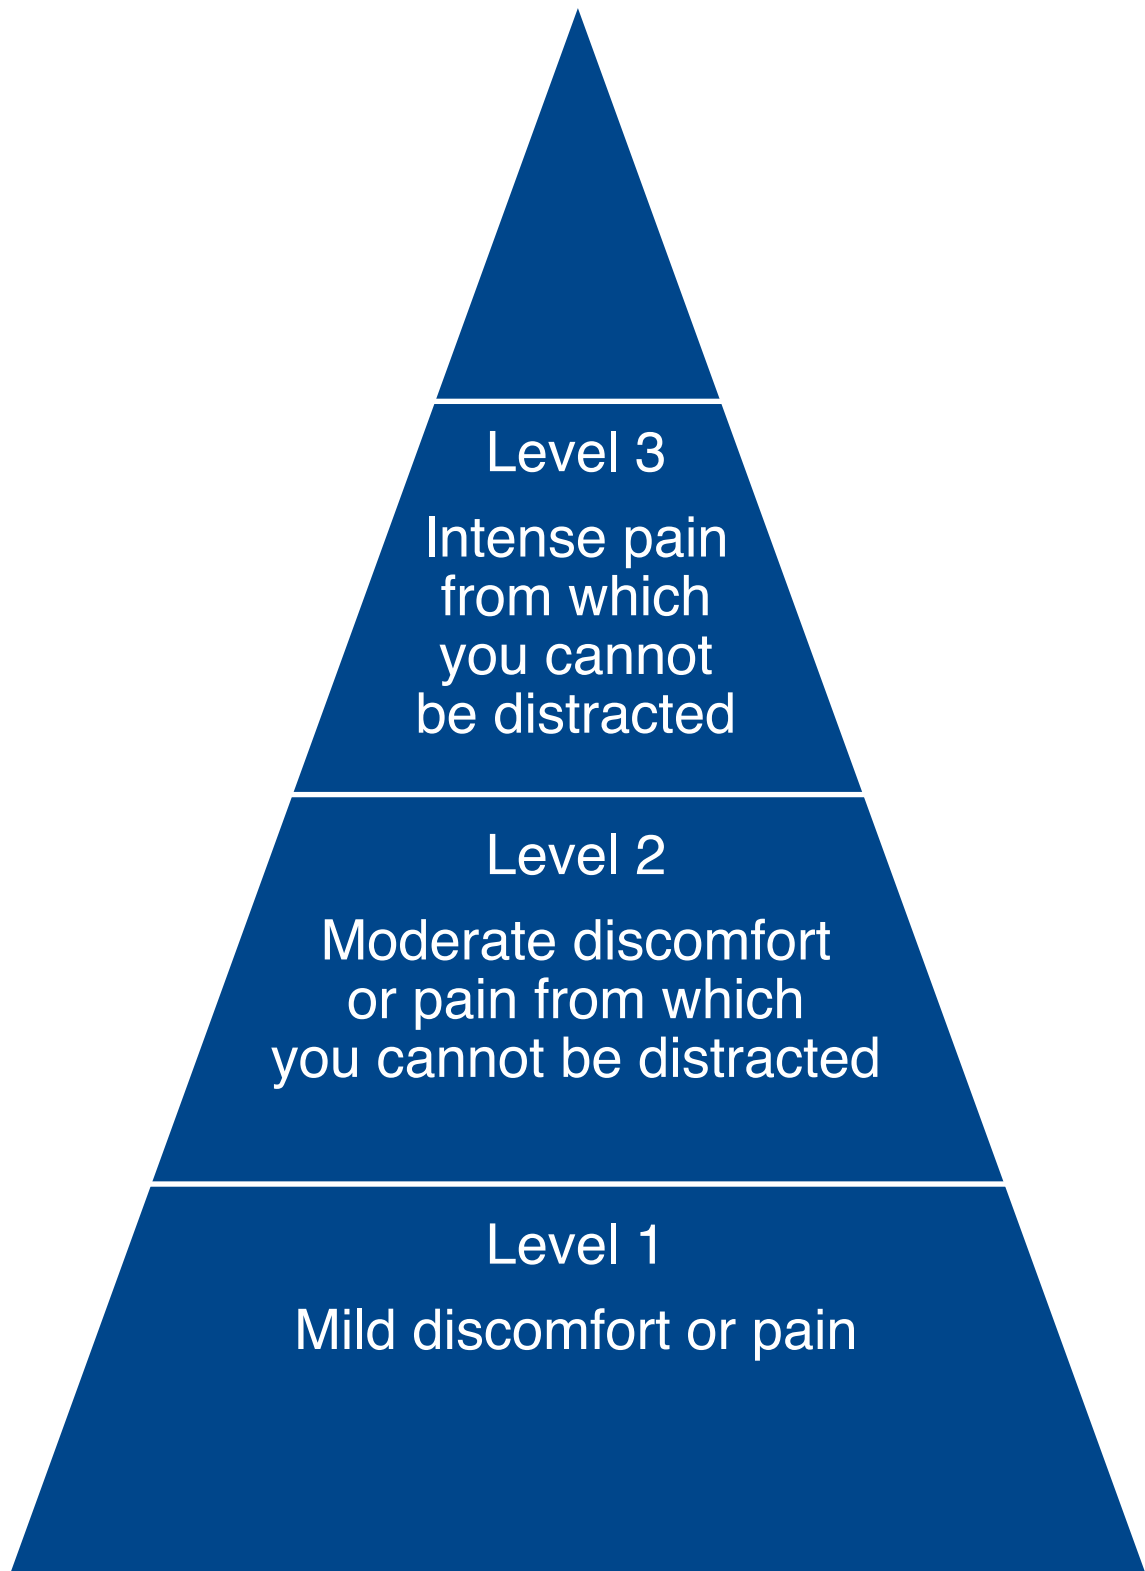 Level 3
Intense pain
from which
you cannot
be distracted
Level 2
Moderate discomfort
or pain from which
you cannot be distracted
Level 1
Mild discomfort or pain